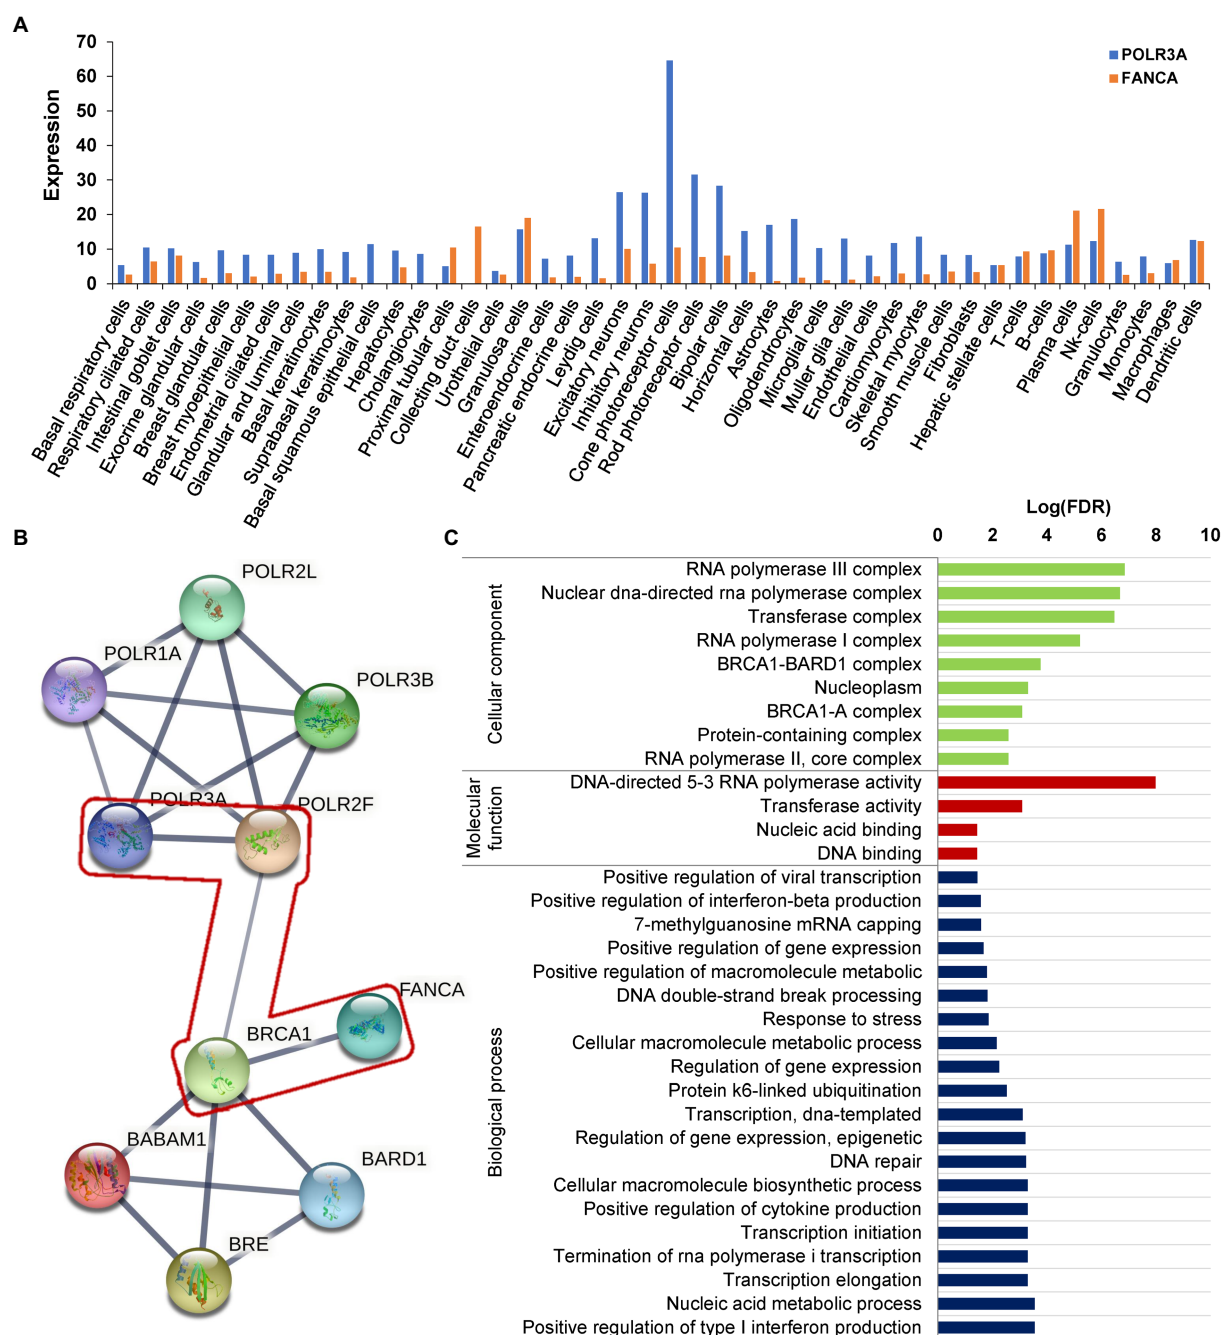 A
70
60
50
40
30
20
10
0
Expression
POLR3A
FANCA
Basal respiratory cells
Respiratory ciliated cells
Intestinal goblet cells
Exocrine glandular cells
Breast glandular cells
Breast myoepithelial cells
Endometrial ciliated cells
Glandular and luminal cells
Basal keratinocytes
Suprabasal keratinocytes
Basal squamous epithelial cells
Hepatocytes
Cholangiocytes
Proximal tubular cells
Collecting duct cells
Urothelial cells
Granulosa cells
Enteroendocrine cells
Pancreatic endocrine cells
Leydig cells
Excitatory neurons
Inhibitory neurons
Cone photoreceptor cells
Rod photoreceptor cells
Bipolar cells
Horizontal cells
Astrocytes
Oligodendrocytes
Microglial cells
Muller glia cells
Endothelial cells
Cardiomyocytes
Skeletal myocytes
Smooth muscle cells
Fibroblasts
Hepatic stellate cells
T-cells
B-cells
Plasma cells
Nk-cells
Granulocytes
Monocytes
Macrophages
Dendritic cells
B
POLR2L
POLR1A
POLR3B
POLR3A
POLR2F
FANCA
BRCA1
BABAM1
BARD1
BRE
C
Log(FDR)
0 2 4 6 8 10
Cellular component
RNA polymerase III complex
Nuclear dna-directed rna polymerase complex
Transferase complex
RNA polymerase I complex
BRCA1-BARD1 complex
Nucleoplasm
BRCA1-A complex
Protein-containing complex
RNA polymerase II, core complex
Molecular
function
DNA-directed 5-3 RNA polymerase activity
Transferase activity
Nucleic acid binding
DNA binding
Biological process
Positive regulation of viral transcription
Positive regulation of interferon-beta production
7-methylguanosine mRNA capping
Positive regulation of gene expression
Positive regulation of macromolecule metabolic
DNA double-strand break processing
Response to stress
Cellular macromolecule metabolic process
Regulation of gene expression
Protein k6-linked ubiquitination
Transcription, dna-templated
Regulation of gene expression, epigenetic
DNA repair
Cellular macromolecule biosynthetic process
Positive regulation of cytokine production
Transcription initiation
Termination of rna polymerase i transcription
Transcription elongation
Nucleic acid metabolic process
Positive regulation of type I interferon production